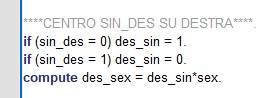 ****CENTRO SIN_DES SU DESTRA****.
if (sin_des = 0) des_sin = 1.
if (sin_des = 1) des_sin = 0.
compute des_sex = des_sin*sex.